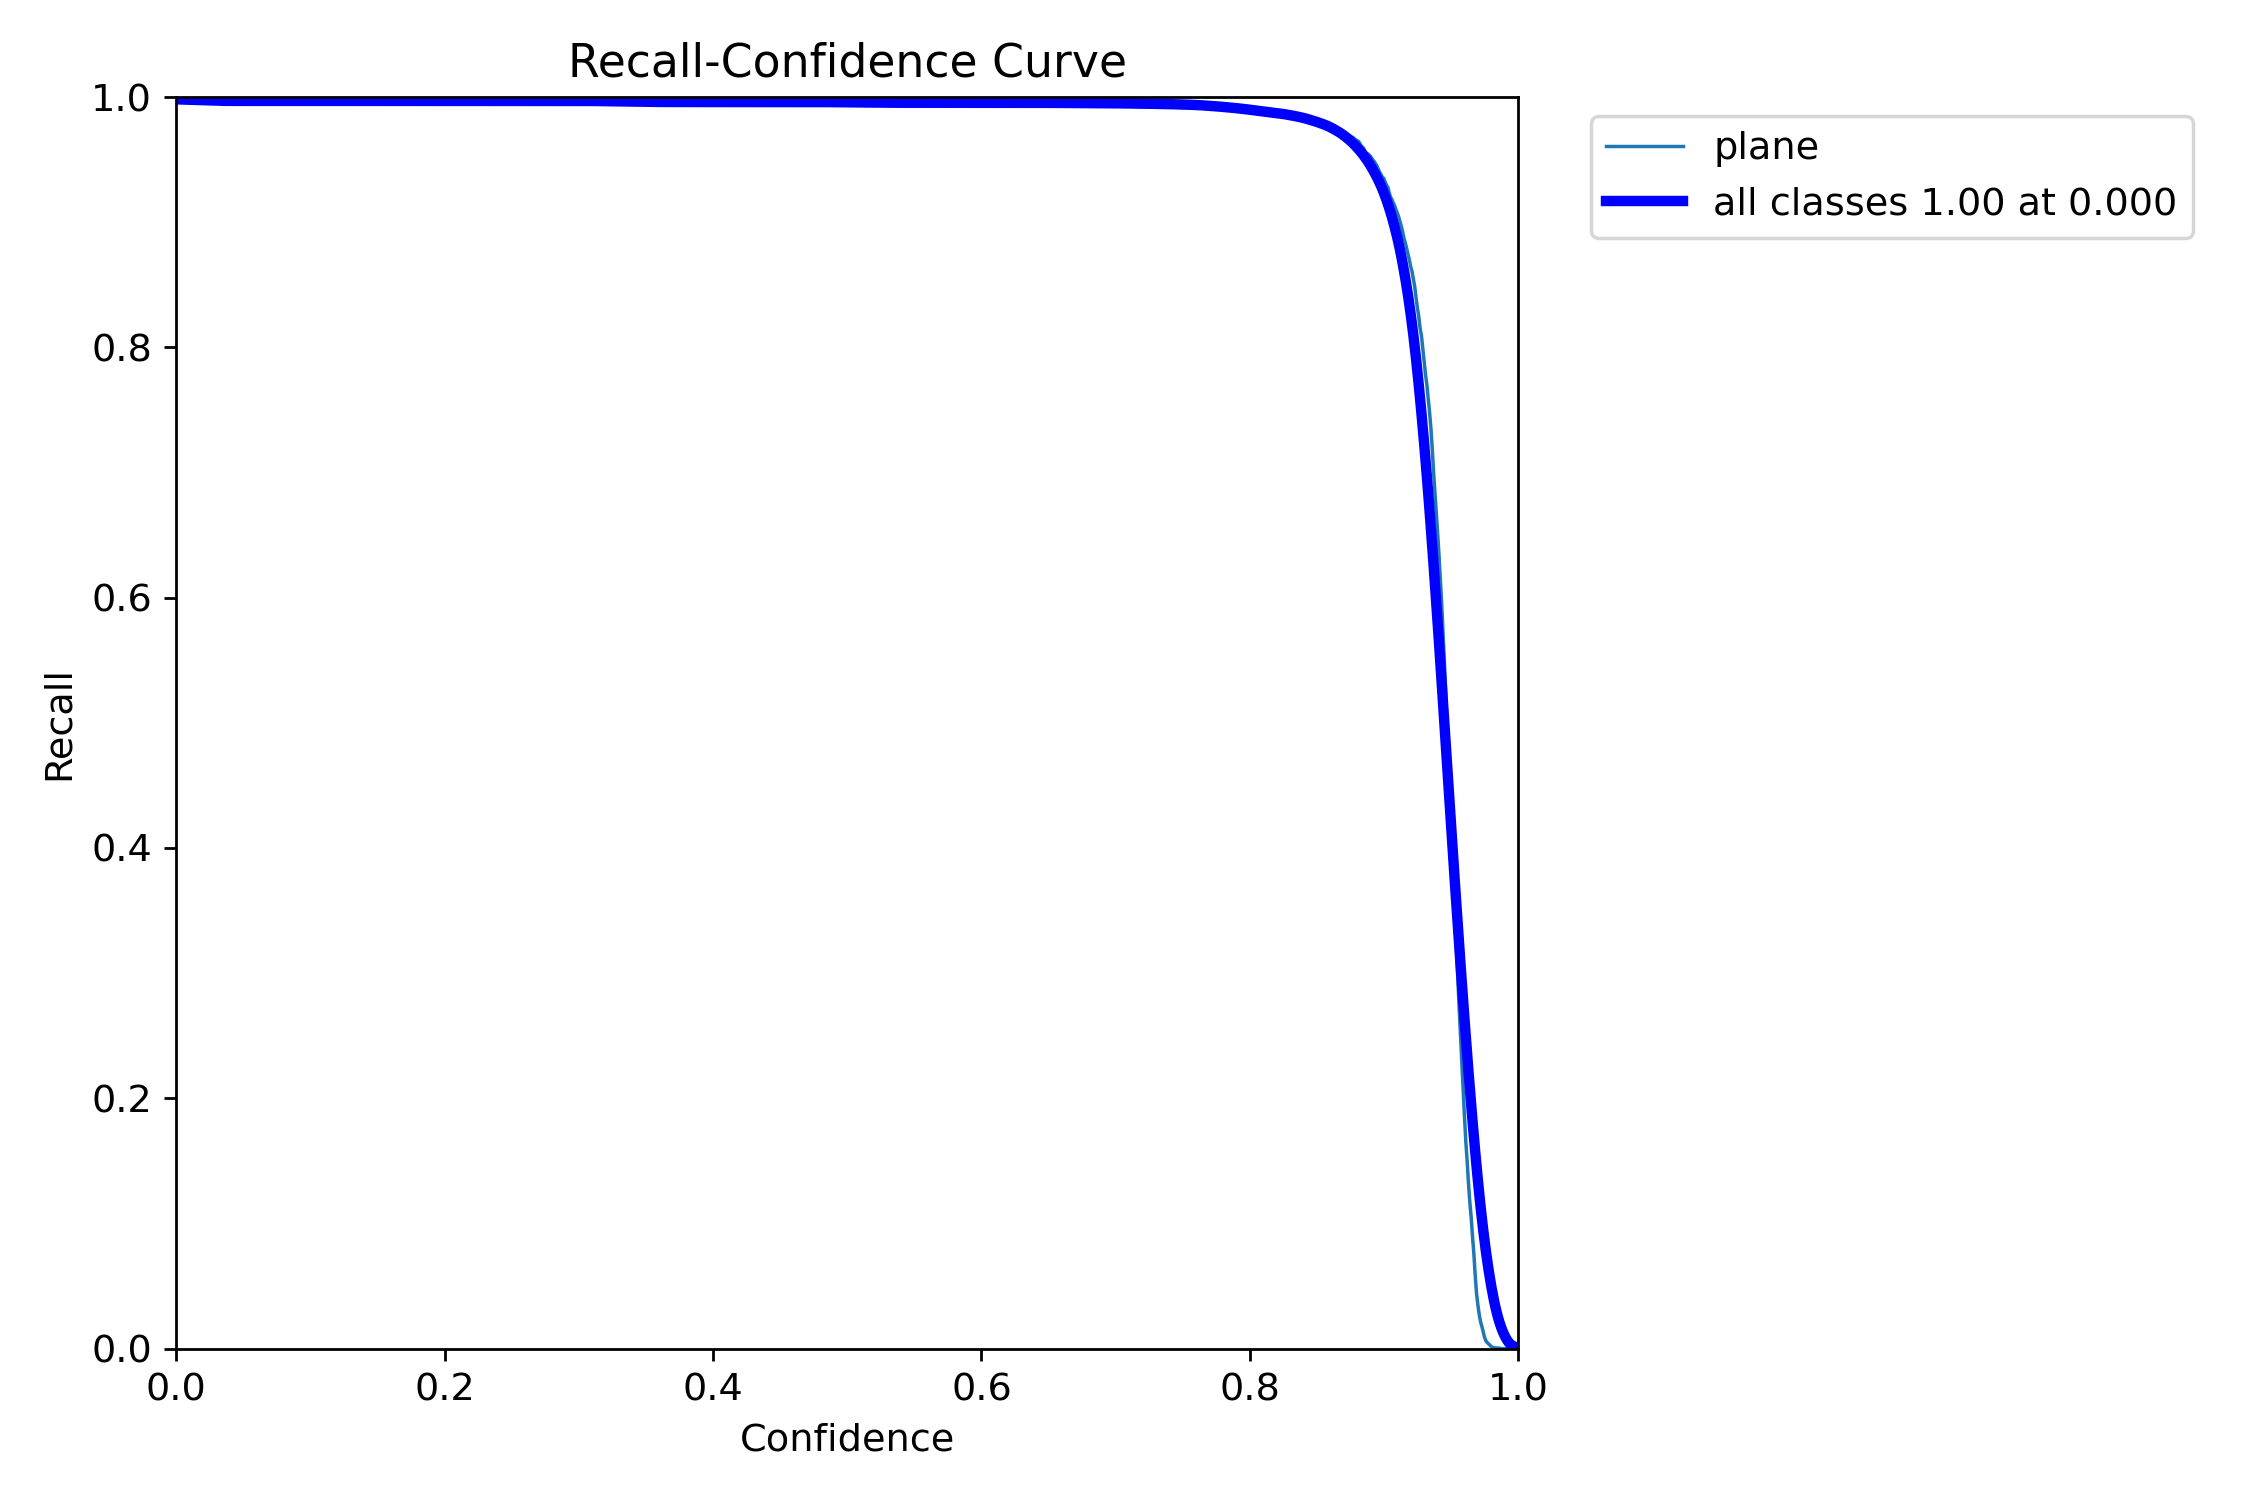 Recall-Confidence Curve
1.0
0.8
0.6
0.4
0.2
0.0
Recall
0.0 0.2 0.4 0.6 0.8 1.0
Confidence
plane
all classes 1.00 at 0.000